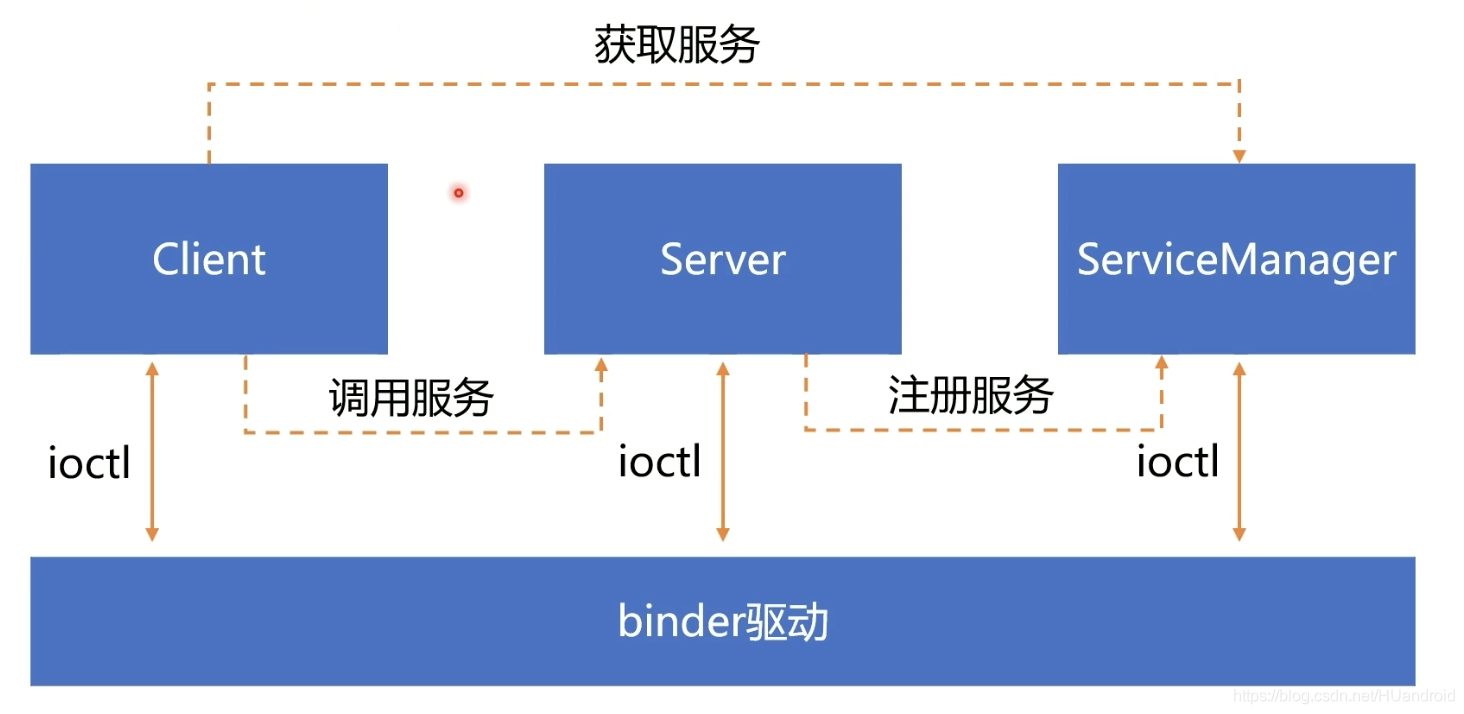 获取服务
Client
Server
ServiceManager
调用服务
注册服务
ioctl
ioctl
ioctl
binder驱动
https://blog.csdn.net/HUandroid